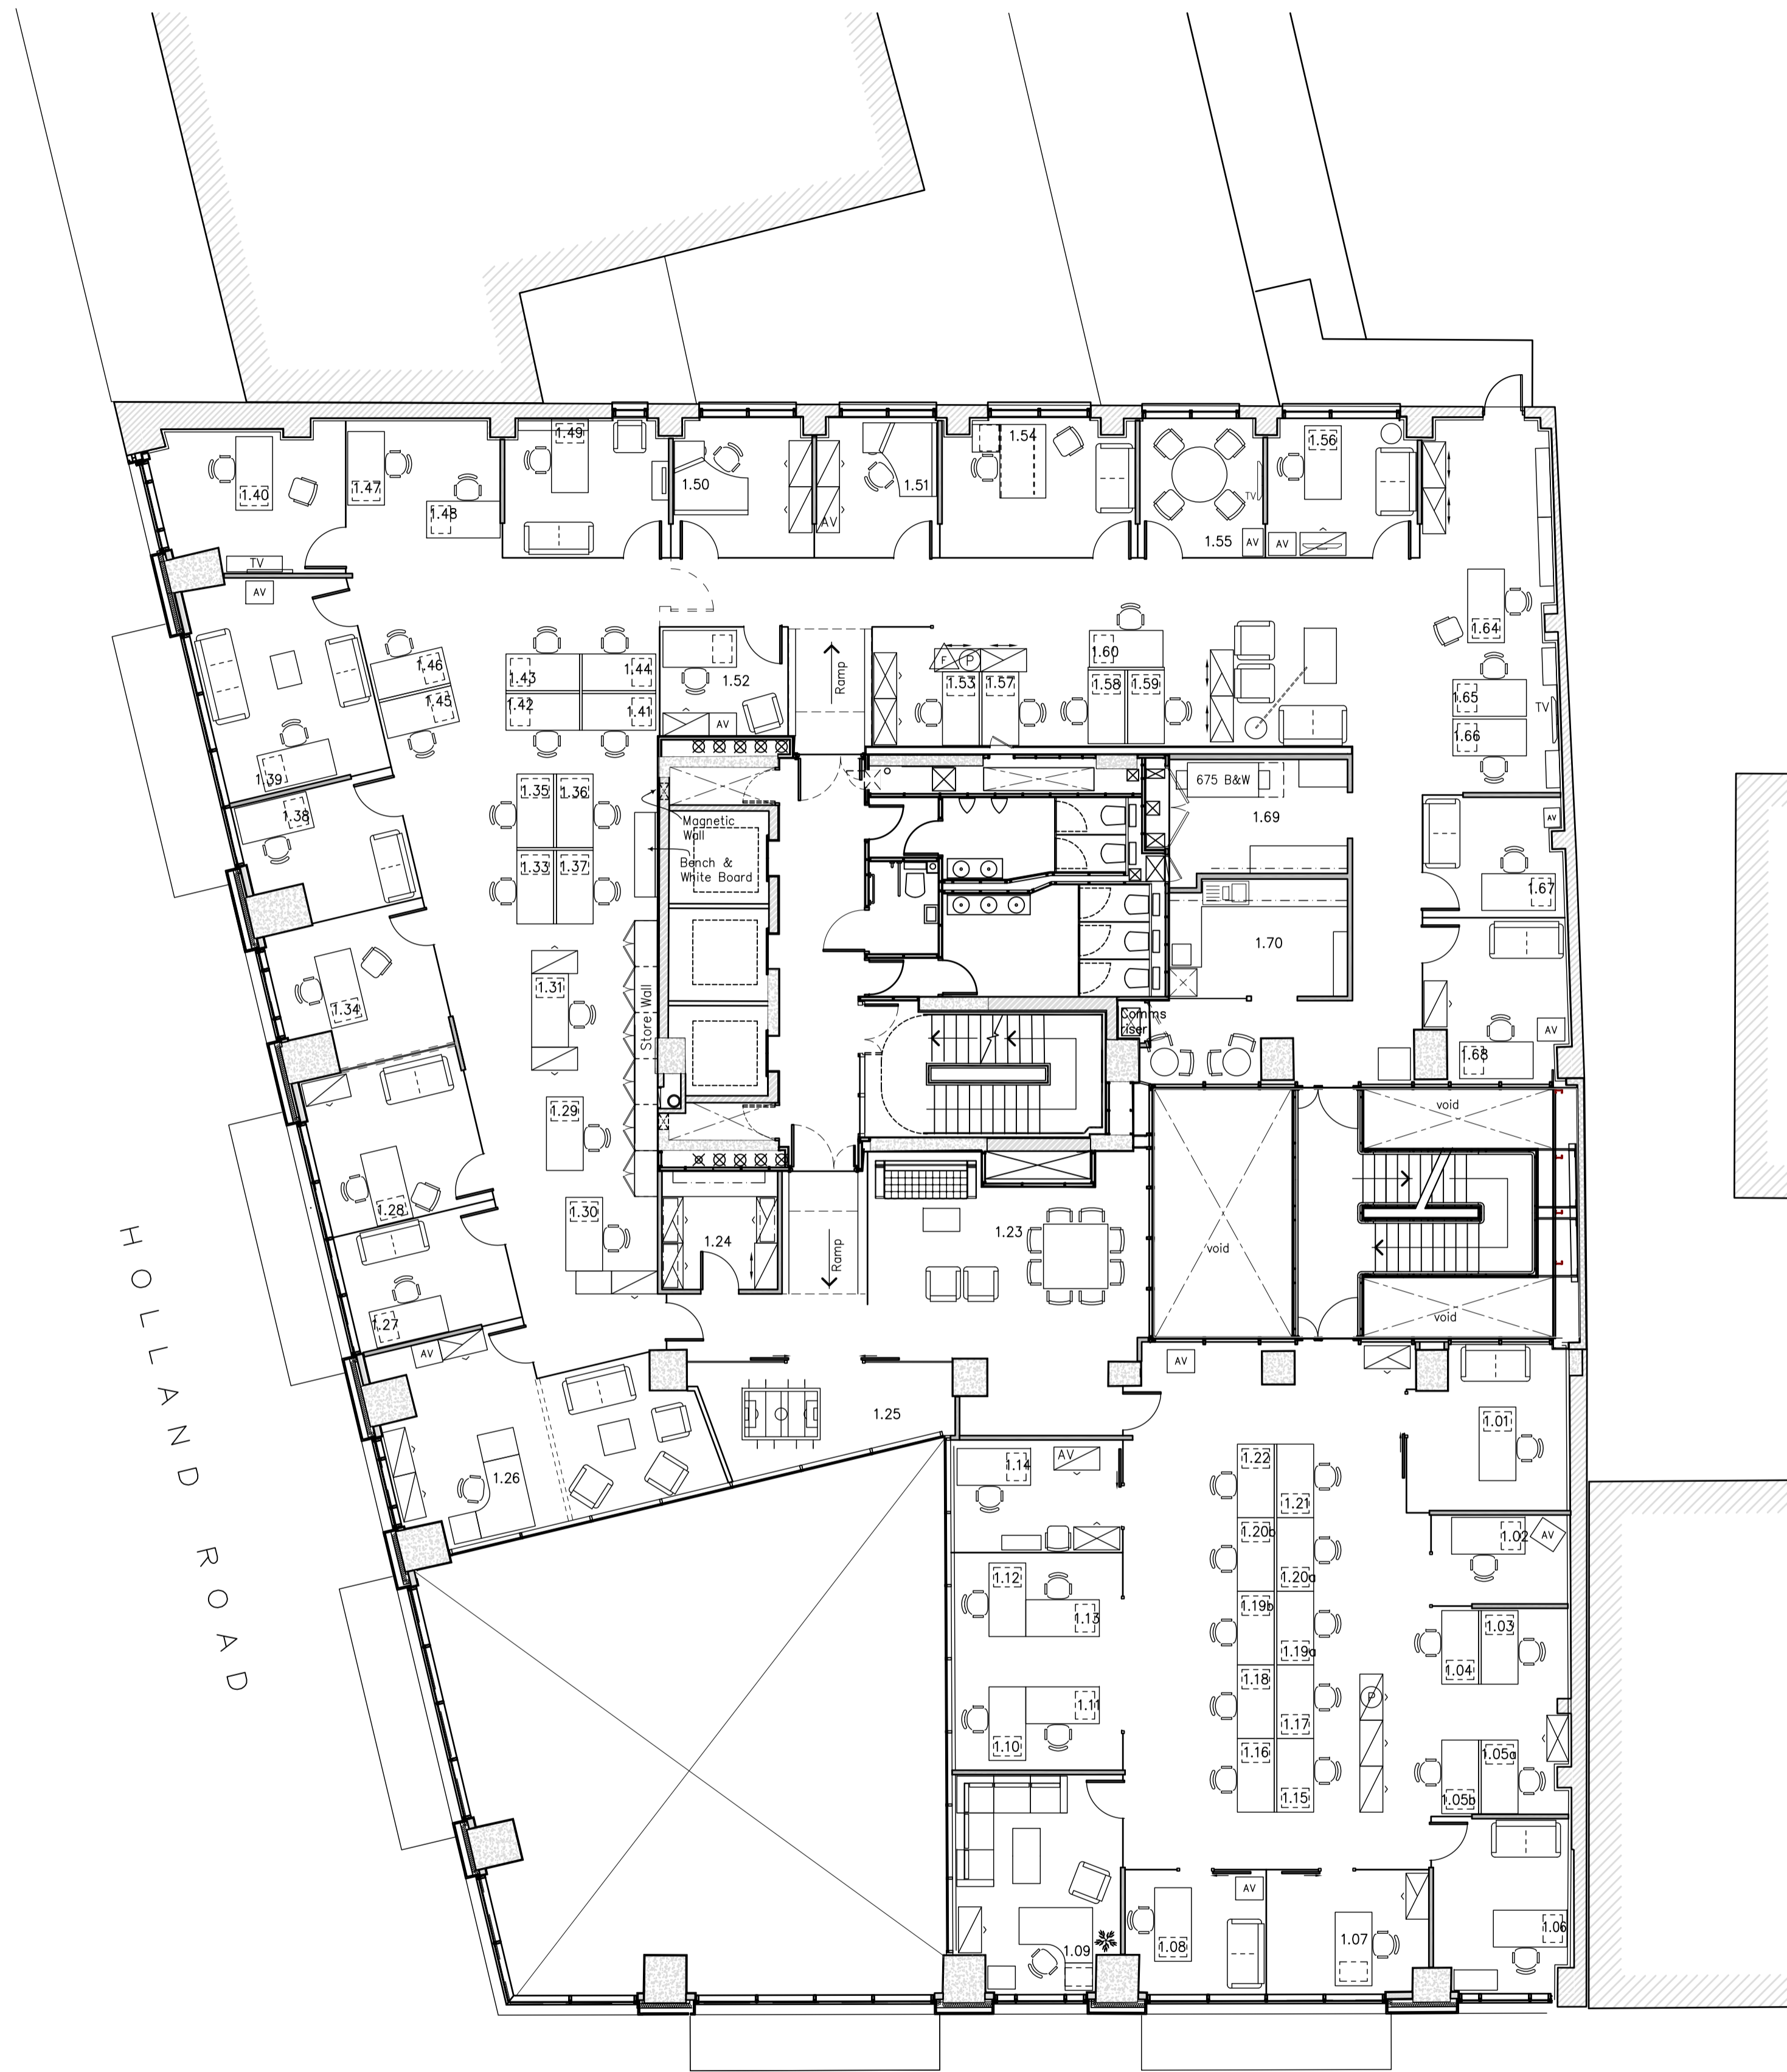 1.49
1.54
1.56
1.40
1.47
1.48
1.50
1.51
AV
TV
1.55
AV
AV
TV
AV
1.64
1.60
1.46
1.43
1.44
1.52
Ramp
F
P
1.53
1.57
1.58
1.59
1.65
1.45
1.42
1.41
AV
TV
1.66
1.39
1.35
1.36
675 B&W
1.38
Magnetic
Wall
1.69
AV
1.33
1.37
Bench &
White Board
1.67
1.70
1.31
1.34
Store Wall
Comms
riser
AV
1.68
1.29
void
1.28
1.30
1.24
Ramp
1.23
void
void
1.27
AV
AV
HOLLAND ROAD
1.25
1.01
1.26
1.14
AV
1.22
1.21
1.20b
1.02
AV
1.12
1.20a
1.19b
1.13
1.19a
1.03
1.04
1.18
1.11
P
1.17
1.10
1.16
1.05a
1.15
1.05b
AV
1.09
1.08
1.07
1.06